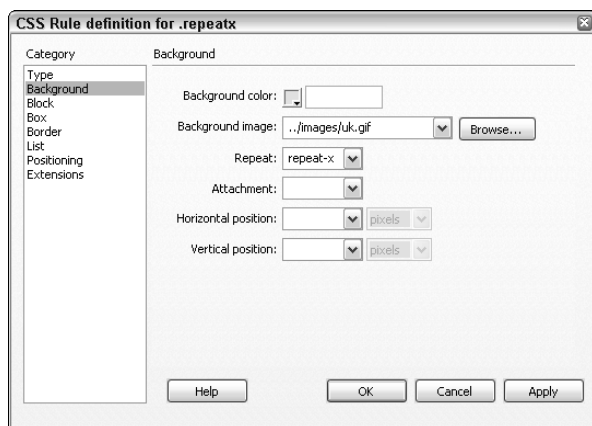 CSS Rule definition for .repeatx
Category
Type
Background
Block
Box
Border
List
Positioning
Extensions
Background
Background color:
Background image: ../images/uk.gif Browse...
Repeat: repeat-x
Attachment:
Horizontal position: pixels
Vertical position: pixels
Help OK Cancel Apply